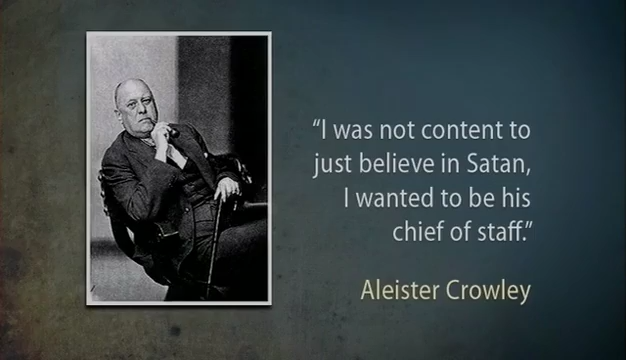 “I was not content to
just believe in Satan,
I wanted to be his
chief of staff.”
Aleister Crowley